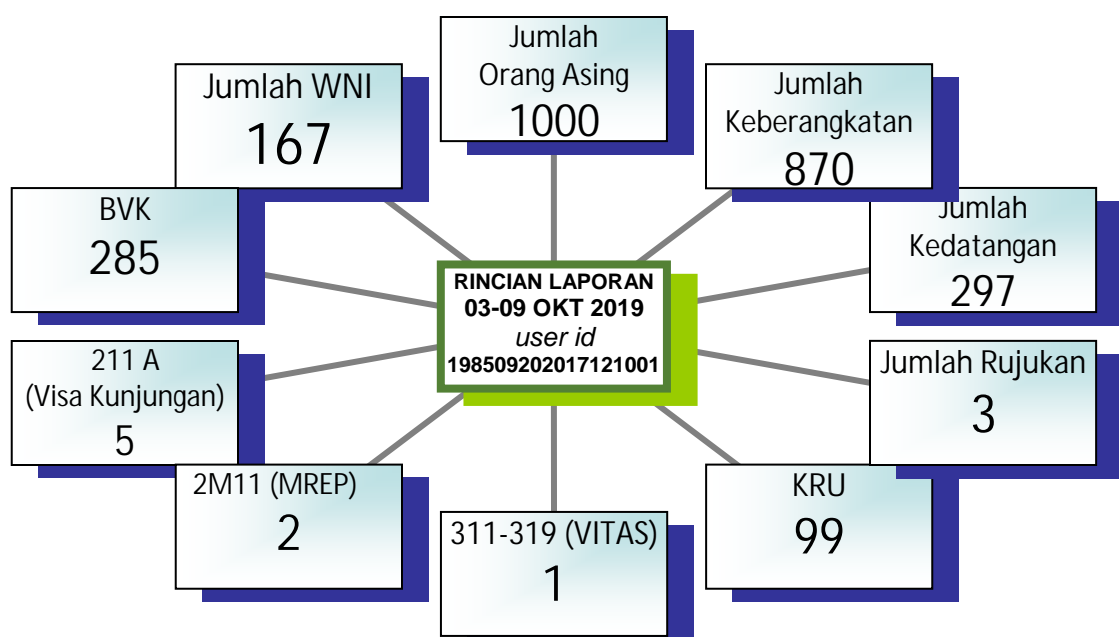 Jumlah
Orang Asing
1000
Jumlah WNI
167
Jumlah
Keberangkatan
870
BVK
285
Jumlah
Kedatangan
297
RINCIAN LAPORAN
03-09 OKT 2019
user id
198509202017121001
211 A
(Visa Kunjungan)
5
Jumlah Rujukan
3
2M11 (MREP)
2
KRU
99
311-319 (VITAS)
1